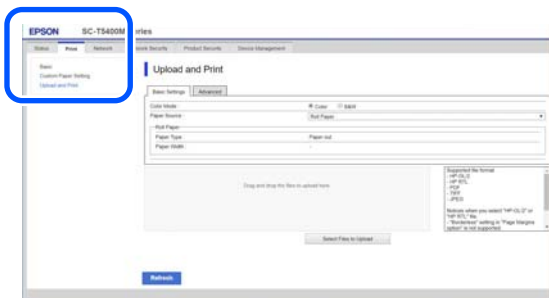 EPSON SC-T5400M eries
Status Print Network ork Security Product Security Device Management
Basic
Custom Paper Setting
Upload and Print
Upload and Print
Basic Settings Advanced
Color Mode : Color B&W
Paper Source : Roll Paper
Roll Paper
Paper Type : Paper out
Paper Width : -
Drag and drop the files to upload here.
Supported file format
- HP-GL/2
- HP RTL
- PDF
- TIFF
- JPEG
Notices when you select "HP-GL/2" or
"HP RTL" file
- "Borderless" setting in "Page Margins
option" is not supported.
Select Files to Upload
Refresh